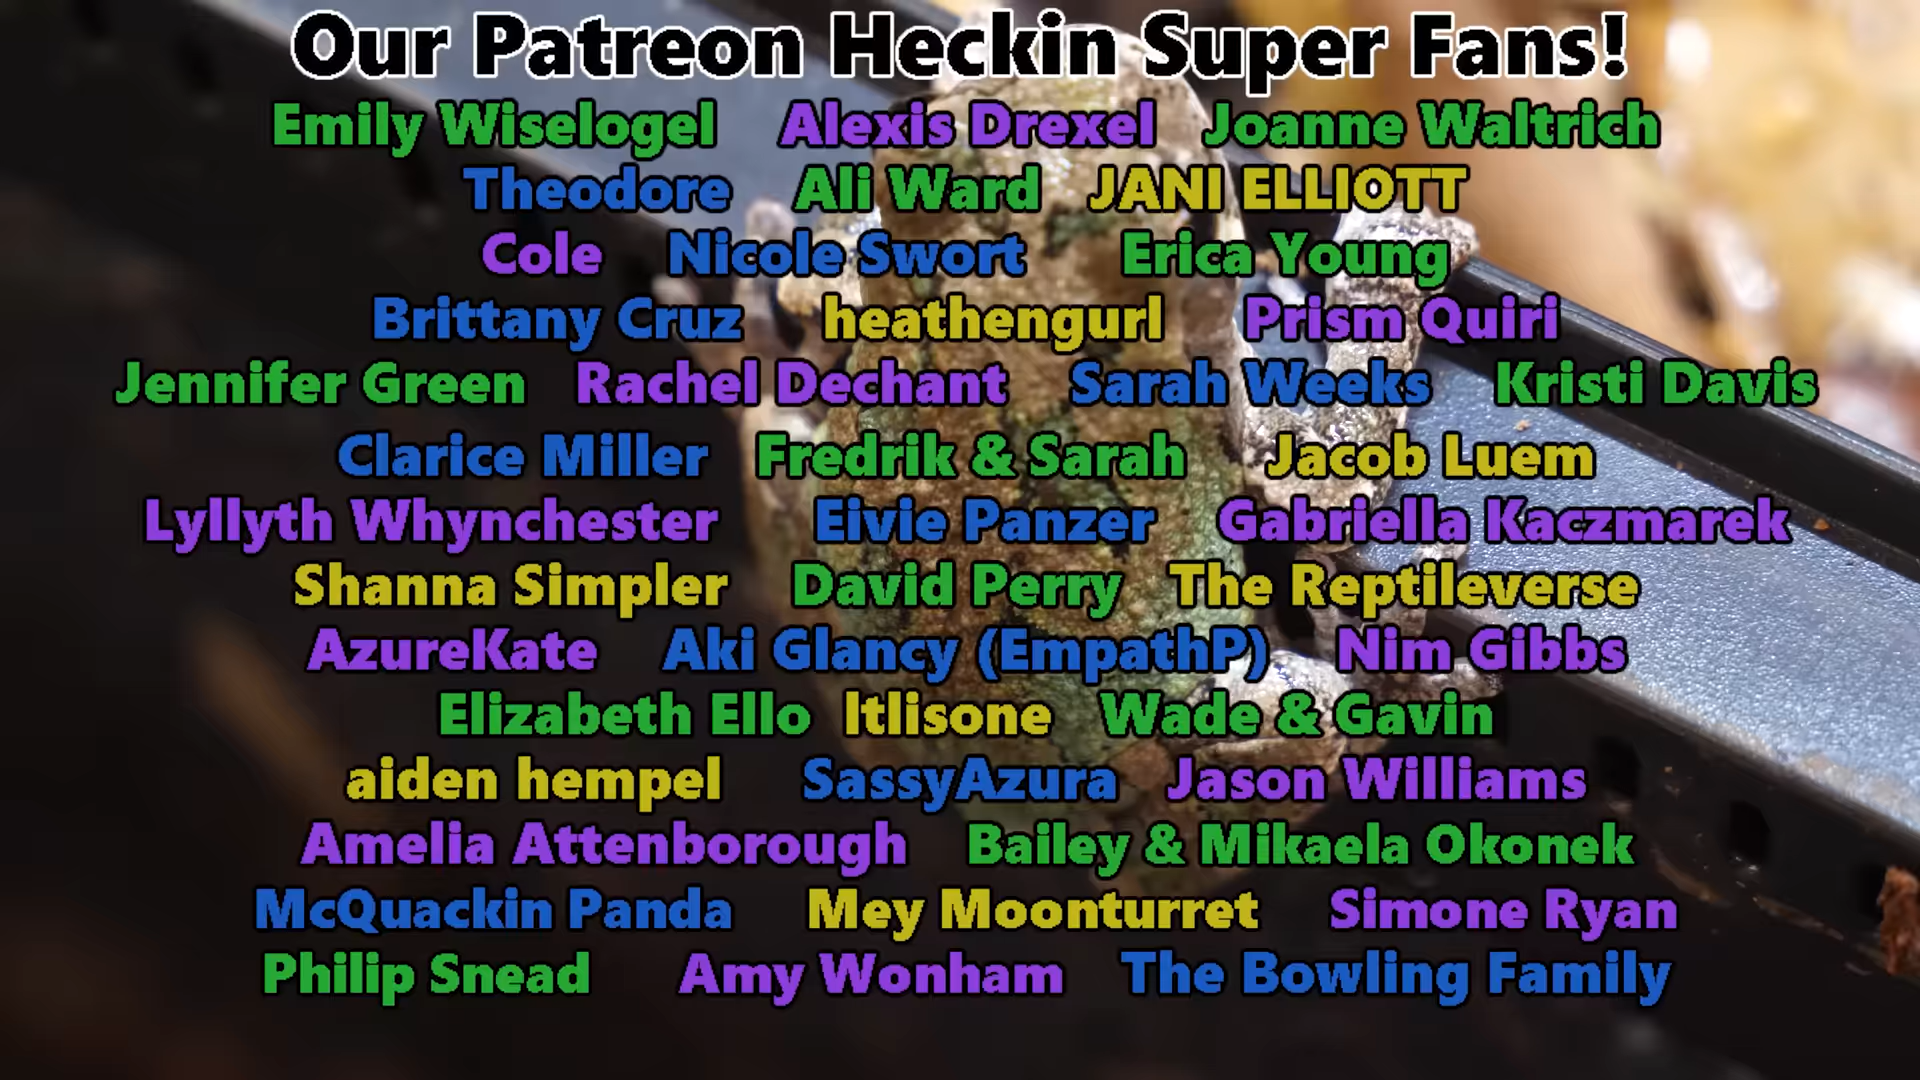 Our Patreon Heckin Super Fans!
Emily Wiselogel Alexis Drexel Joanne Waltrich
Theodore Ali Ward JANI ELLIOTT
Cole Nicole Swort Erica Young
Brittany Cruz heathengurl Prism Quiri
Jennifer Green Rachel Dechant Sarah Weeks Kristi Davis
Clarice Miller Fredrik & Sarah Jacob Luem
Lyllyth Whynchester Eivie Panzer Gabriella Kaczmarek
Shanna Simpler David Perry The Reptileverse
AzureKate Aki Glancy (EmpathP) Nim Gibbs
Elizabeth Ello Itlisone Wade & Gavin
aiden hempel SassyAzura Jason Williams
Amelia Attenborough Bailey & Mikaela Okonek
McQuackin Panda Mey Moonturret Simone Ryan
Philip Snead Amy Wonham The Bowling Family